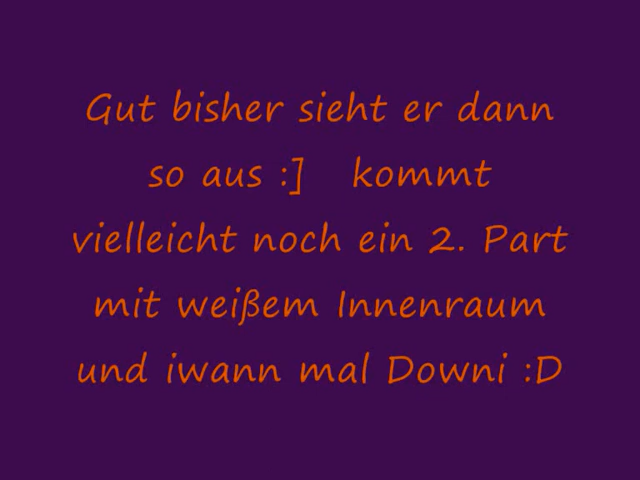 Gut bisher sieht er dann
so aus :] kommt
vielleicht noch ein 2. Part
mit weißem Innenraum
und iwann mal Downi :D